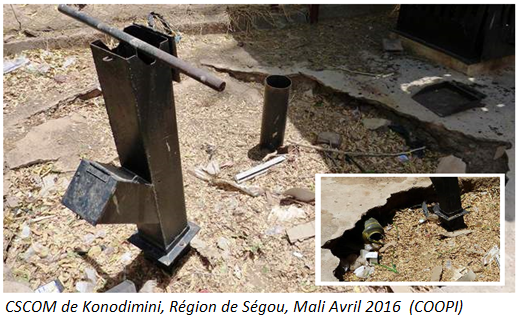 CSCOM de Konodimini, Région de Ségou, Mali Avril 2016 (COOPI)